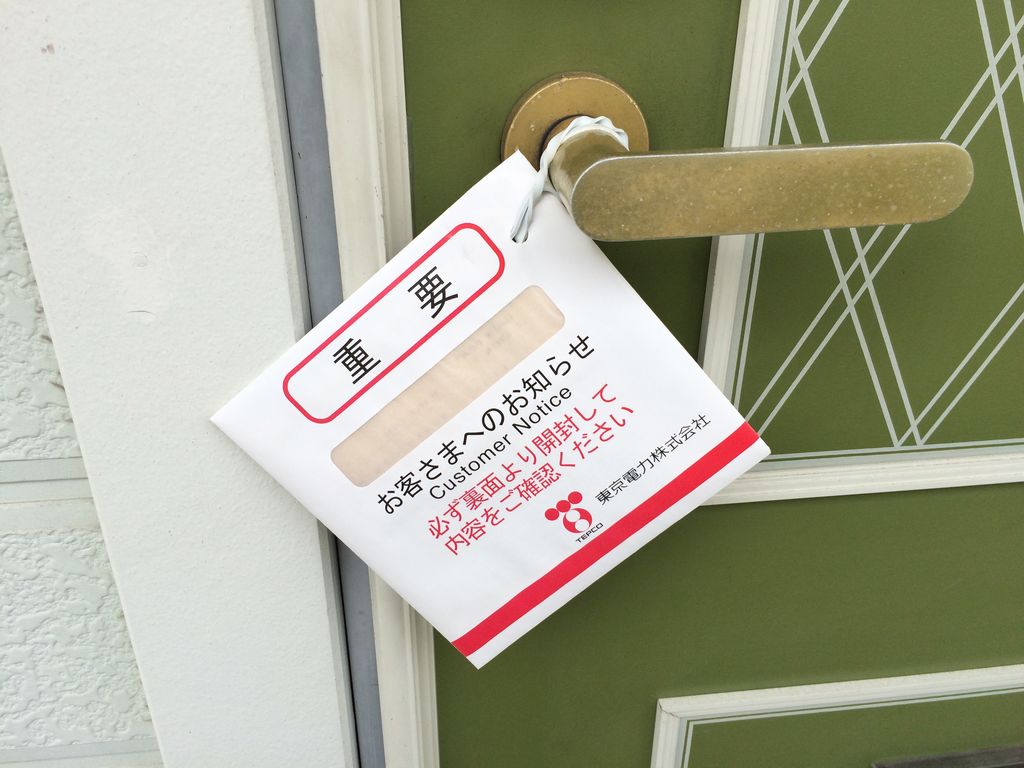 重要
お客さまへのお知らせ
Customer Notice
必ず裏面より開封して
内容をご確認ください
東京電力株式会社
TEPCO